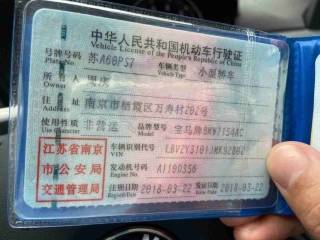 中华人民共和国机动车行驶证
Vehicle License of the People's Republic of China
号牌号码 苏A60PS7 车辆类型 小型轿车
Plate No. Vehicle Type
所有人
Owner
住址 南京市栖霞区万寿村202号
Address
使用性质 非营运 品牌型号 宝马牌BMW7154AC
Use Character Model
江苏省南京
市公安局
交通管理局
车辆识别代号
VIN
发动机号码
Engine No.
注册日期 2018-03-22 发证日期 2018-03-22
Register Date Issue Date